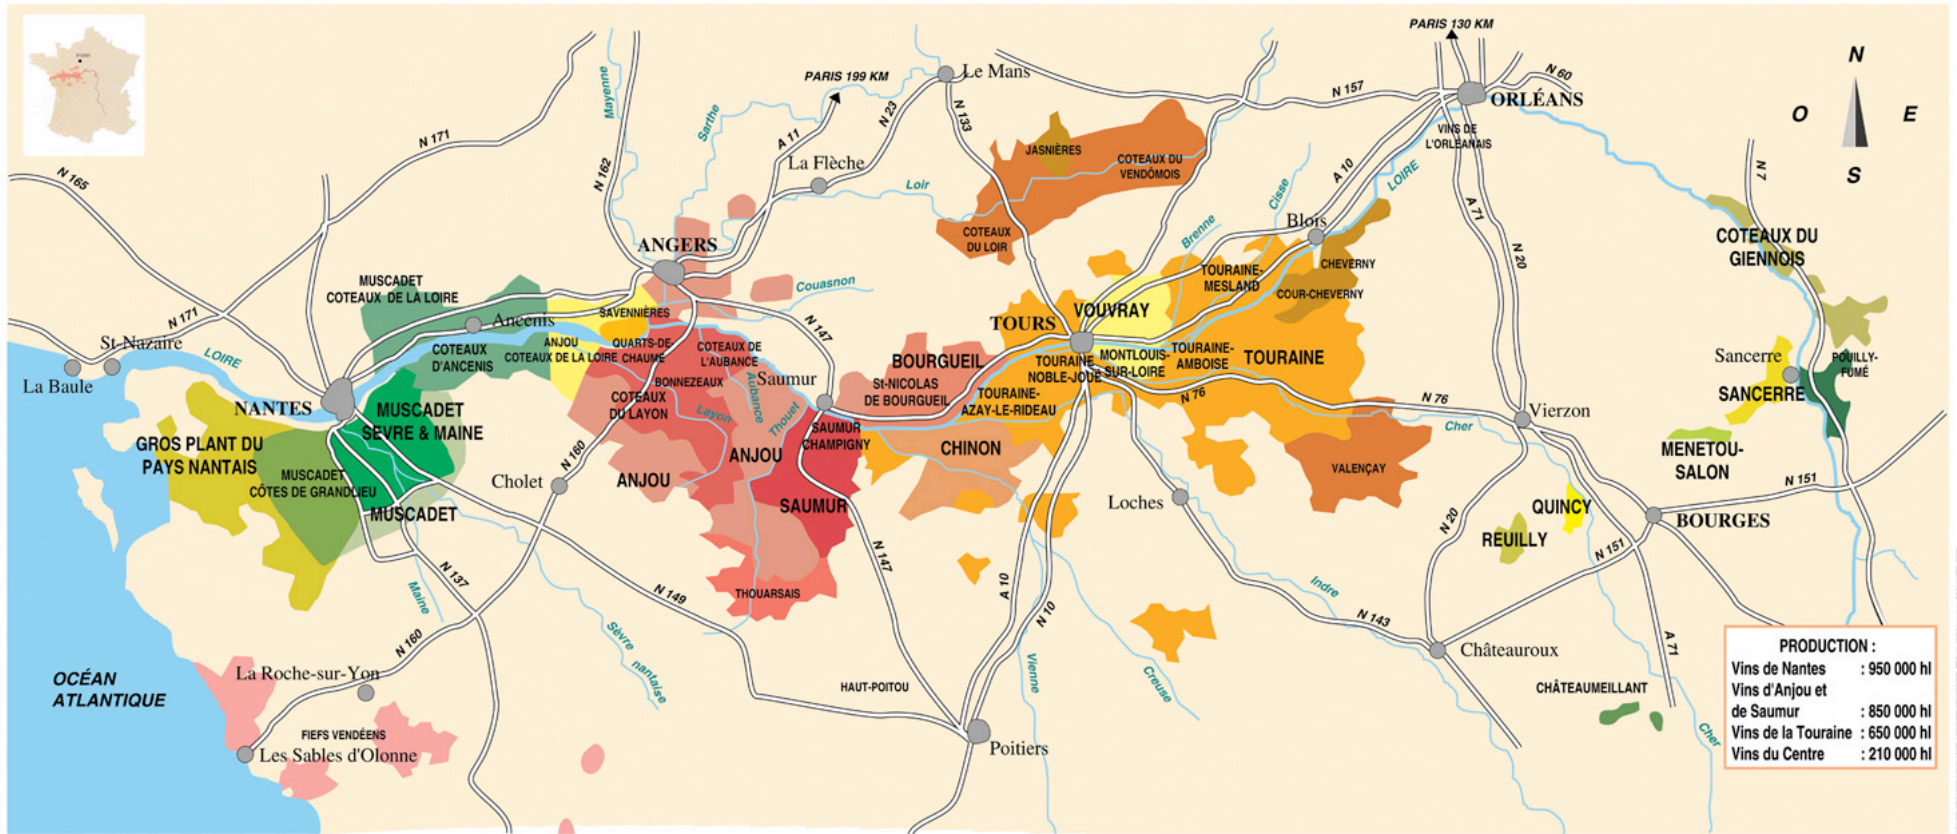 PARIS
PARIS 130 KM
N 60
ORLÉANS
N
O
E
S
PARIS 199 KM
Le Mans
N 157
Mayenne
Sarthe
N 23
N 133
A 11
N 171
N 165
N 162
La Flèche
Loir
JASNIÈRES
COTEAUX DU
VENDÔMOIS
COTEAUX
DU LOIR
VINS DE
L'ORLÉANAIS
A 10
LOIRE
Cisse
Brenne
Blois
A 71
N 20
N 7
COTEAUX DU
GIENNOIS
ANGERS
MUSCADET
COTEAUX DE LA LOIRE
Couasnon
SAVENNIÈRES
Ancenis
N 147
N 171
St-Nazaire
LOIRE
La Baule
COTEAUX
D'ANCENIS
ANJOU
COTEAUX DE LA LOIRE
QUARTS-DE-
CHAUME
COTEAUX DE
L'AUBANCE
BONNEZEAUX
Aubance
Saumur
Layon
Thouet
COTEAUX
DU LAYON
BOURGUEIL
St-NICOLAS
DE BOURGUEIL
TOURS
VOUVRAY
TOURAINE-
MESLAND
CHEVERNY
COUR-CHEVERNY
TOURAINE
NOBLE-JOUÉ
MONTLOUIS-
SUR-LOIRE
TOURAINE-
AMBOISE
TOURAINE
TOURAINE-
AZAY-LE-RIDEAU
N 76
N 76
Cher
Vierzon
Sancerre
SANCERRE
POUILLY-
FUMÉ
NANTES
MUSCADET
SÈVRE & MAINE
GROS PLANT DU
PAYS NANTAIS
MUSCADET
CÔTES DE GRANDLIEU
MUSCADET
Cholet
N 160
ANJOU
ANJOU
SAUMUR
CHAMPIGNY
SAUMUR
CHINON
VALENÇAY
Loches
MENETOU-
SALON
QUINCY
REUILLY
BOURGES
N 151
N 151
N 20
N 147
THOUARSAIS
N 137
Maine
N 149
N 160
Sèvre
nantaise
A 10
N 10
Vienne
Creuse
Indre
N 143
Châteauroux
A 71
CHÂTEAUMEILLANT
Cher
HAUT-POITOU
Poitiers
OCÉAN
ATLANTIQUE
La Roche-sur-Yon
FIEFS VENDÉENS
Les Sables d'Olonne
PRODUCTION :
Vins de Nantes : 950 000 hl
Vins d'Anjou et
de Saumur : 850 000 hl
Vins de la Touraine : 650 000 hl
Vins du Centre : 210 000 hl